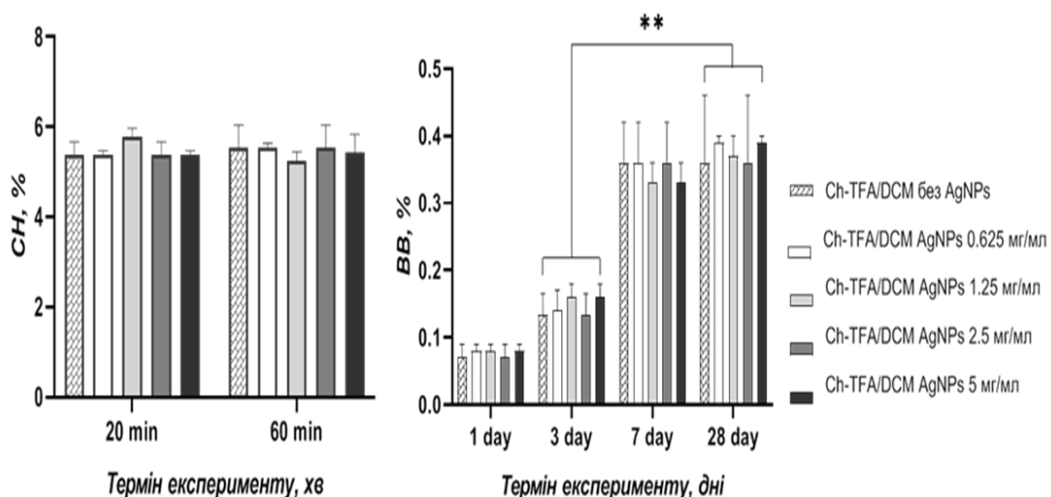 8
6
4
2
0
СН, %
20 min
60 min
Термін експерименту, хв
**
0.5
0.4
0.3
0.2
0.1
0.0
ВВ, %
1 day
3 day
7 day
28 day
Термін експерименту, дні
Ch-TFA/DCM без AgNPs
Ch-TFA/DCM AgNPs 0.625 мг/мл
Ch-TFA/DCM AgNPs 1.25 мг/мл
Ch-TFA/DCM AgNPs 2.5 мг/мл
Ch-TFA/DCM AgNPs 5 мг/мл